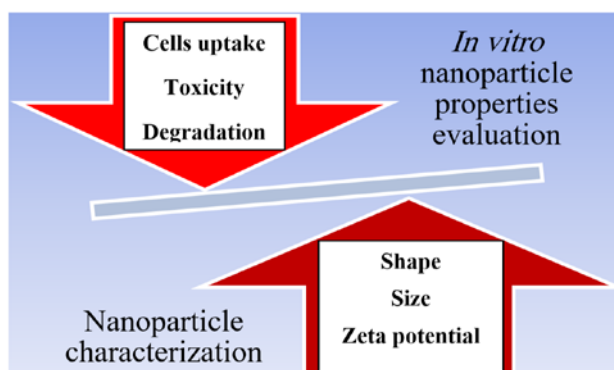 Cells uptake
Toxicity
Degradation
In vitro
nanoparticle
properties
evaluation
Shape
Size
Zeta potential
Nanoparticle
characterization